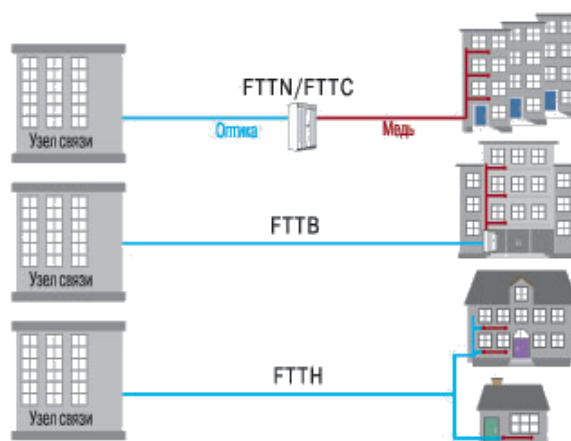 FTTN/FTTC
Оптика
Медь
Узел связи
FTTB
Узел связи
FTTH
Узел связи